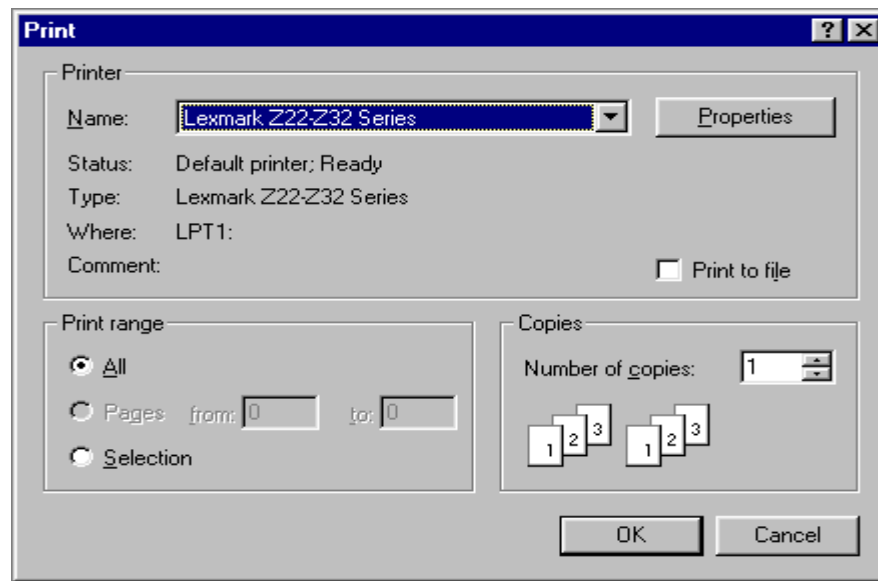 Print
Printer
Name: Lexmark Z22-Z32 Series Properties
Status: Default printer; Ready
Type: Lexmark Z22-Z32 Series
Where: LPT1:
Comment: Print to file
Print range Copies
All Number of copies: 1
Pages from: 0 to: 0
Selection
1 2 3 1 2 3
OK Cancel